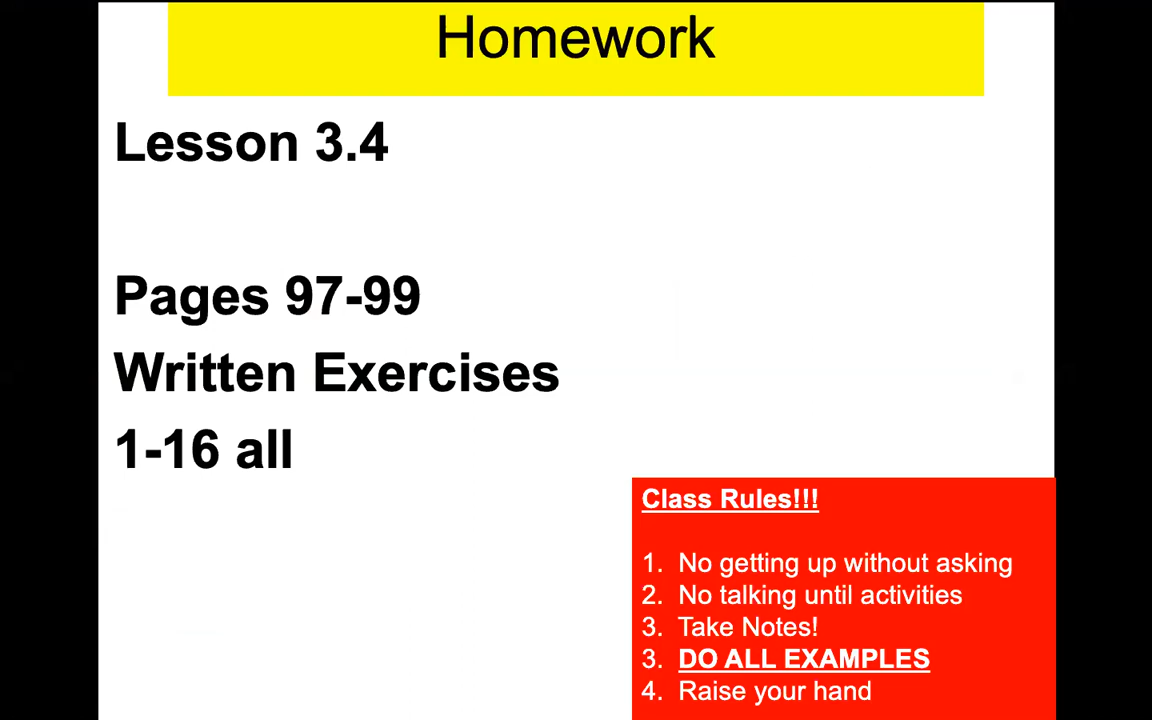 Homework
Lesson 3.4
Pages 97-99
Written Exercises
1-16 all
Class Rules!!!
1. No getting up without asking
2. No talking until activities
3. Take Notes!
3. DO ALL EXAMPLES
4. Raise your hand